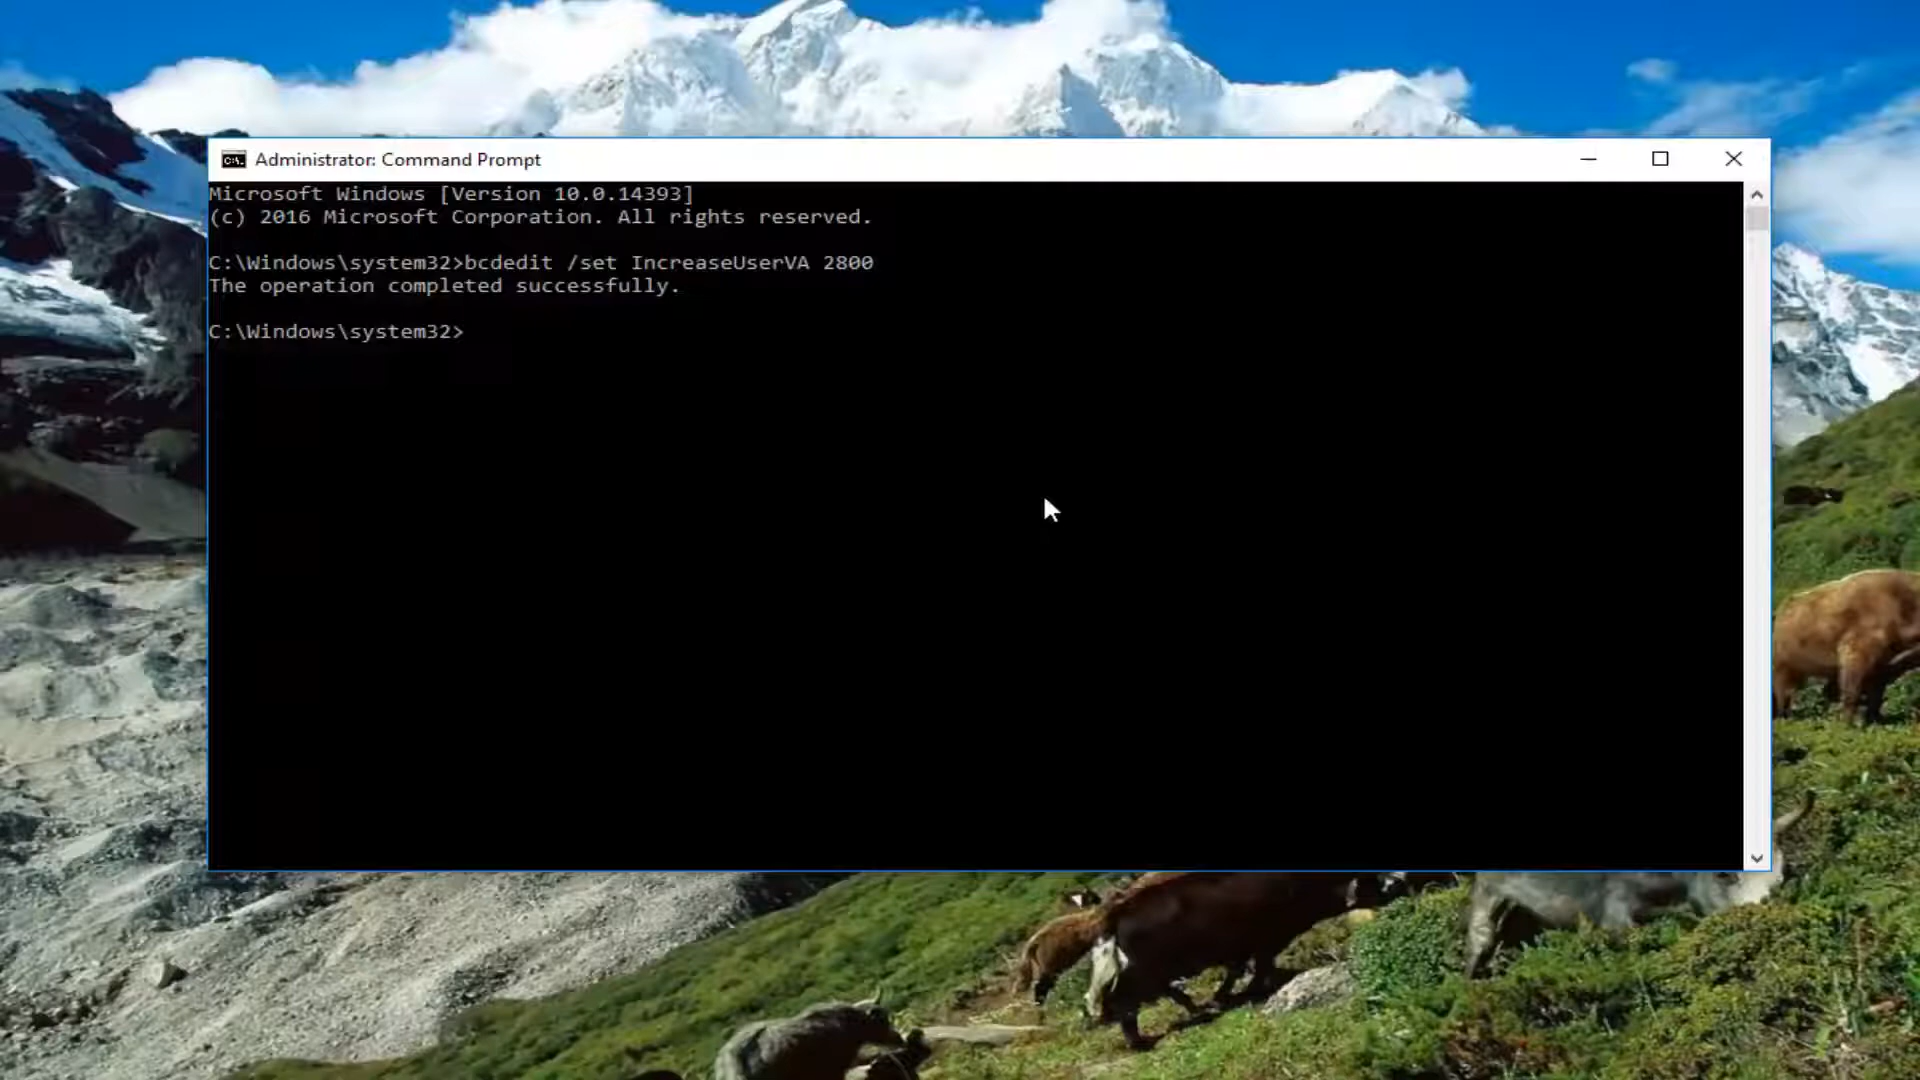 Administrator: Command Prompt
Microsoft Windows [Version 10.0.14393]
(c) 2016 Microsoft Corporation. All rights reserved.
C:\Windows\system32>bcdedit /set IncreaseUserVA 2800
The operation completed successfully.
C:\Windows\system32>